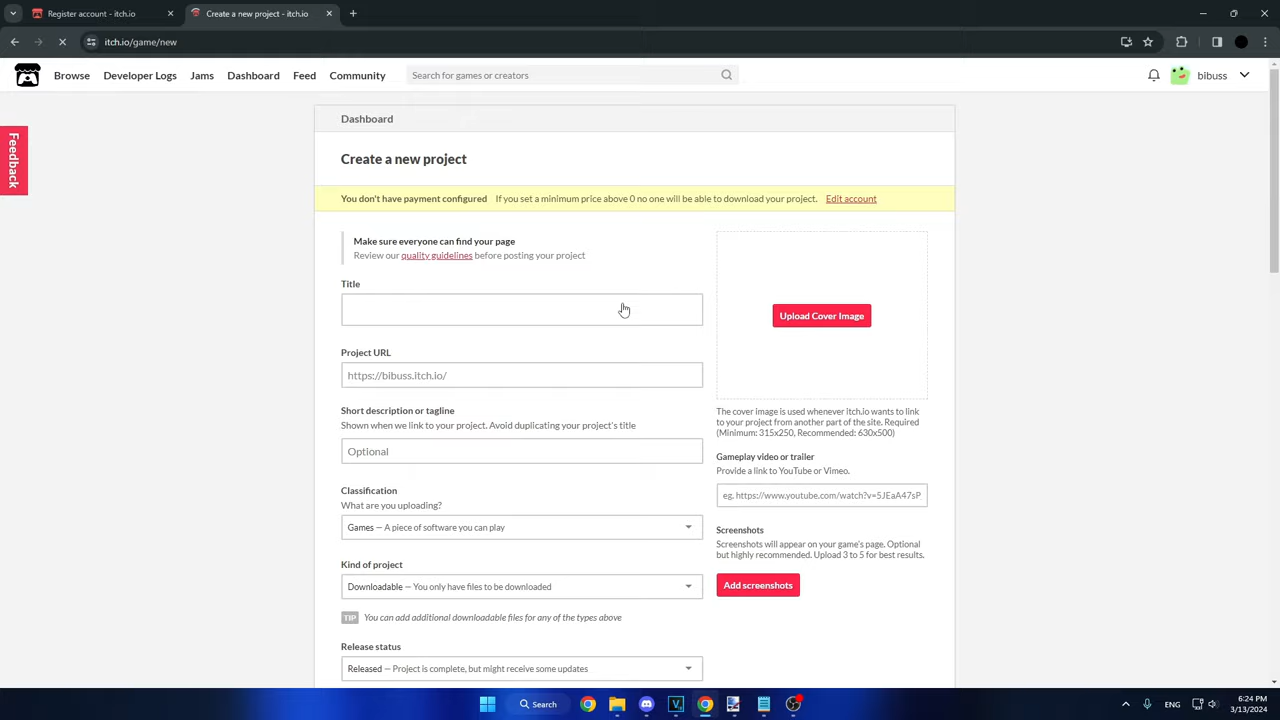 Register account - itch.io
Create a new project - itch.io
itch.io/game/new
Browse Developer Logs Jams Dashboard Feed Community Search for games or creators bibuss
Feedback
Dashboard
Create a new project
You don't have payment configured If you set a minimum price above 0 no one will be able to download your project. Edit account
Make sure everyone can find your page
Review our quality guidelines before posting your project
Title
Project URL
https://bibuss.itch.io/
Short description or tagline
Shown when we link to your project. Avoid duplicating your project's title
Optional
Classification
What are you uploading?
Games — A piece of software you can play
Kind of project
Downloadable — You only have files to be downloaded
TIP You can add additional downloadable files for any of the types above
Release status
Released — Project is complete, but might receive some updates
Upload Cover Image
The cover image is used whenever itch.io wants to link
to your project from another part of the site. Required
(Minimum: 315x250, Recommended: 630x500)
Gameplay video or trailer
Provide a link to YouTube or Vimeo.
eg. https://www.youtube.com/watch?v=5JEaA47sP
Screenshots
Screenshots will appear on your game's page. Optional
but highly recommended. Upload 3 to 5 for best results.
Add screenshots
Search
ENG
6:24 PM
3/13/2024